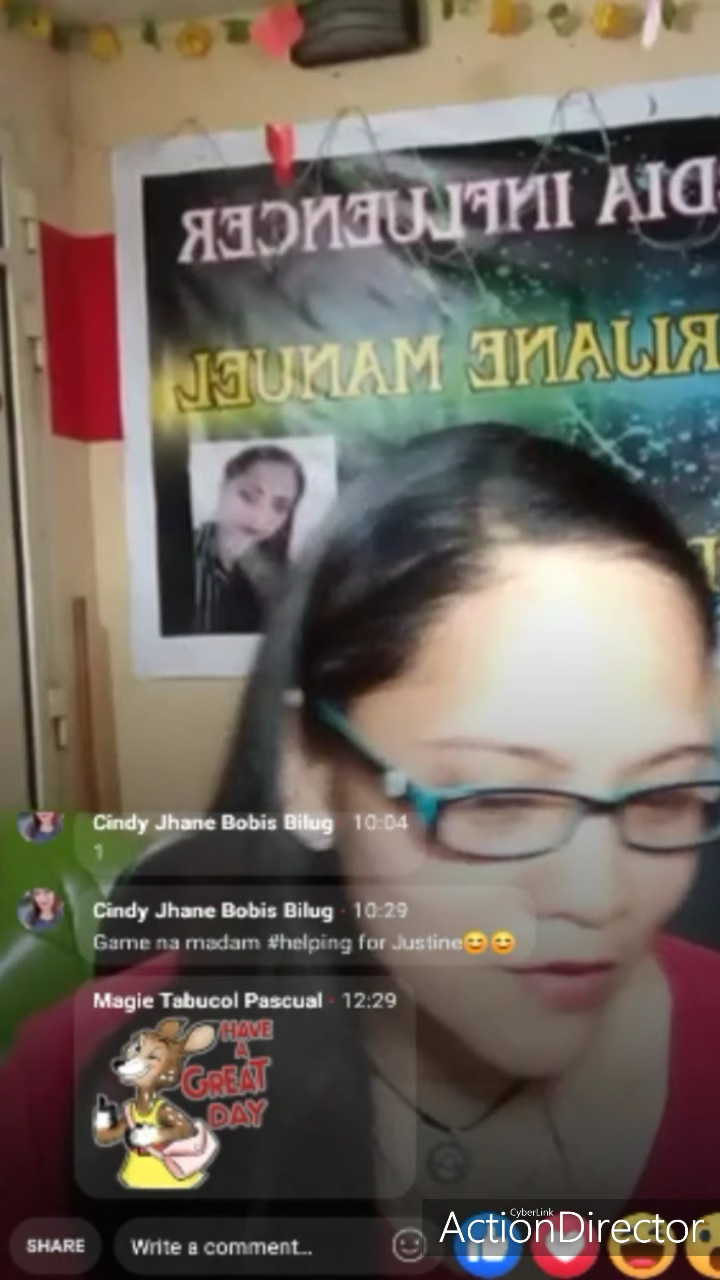 DIA INFLUENCER
RIJANE MANUEL
Cindy Jhane Bobis Bilug · 10:04
1
Cindy Jhane Bobis Bilug · 10:29
Game na madam #helping for Justine😊😊
Magie Tabucol Pascual · 12:29
HAVE
A
GREAT
DAY
SHARE
Write a comment...
CyberLink
ActionDirector